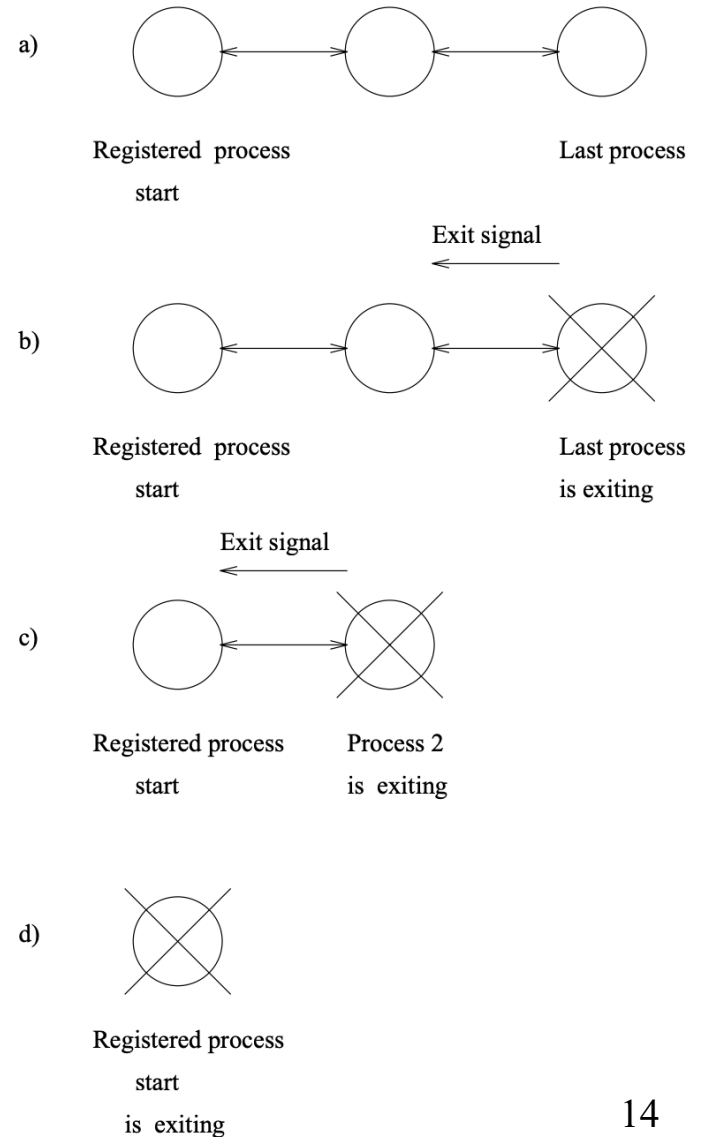 a)
Registered process Last process
start
Exit signal
b)
Registered process Last process
start is exiting
Exit signal
c)
Registered process Process 2
start is exiting
d)
Registered process
start
is exiting
14